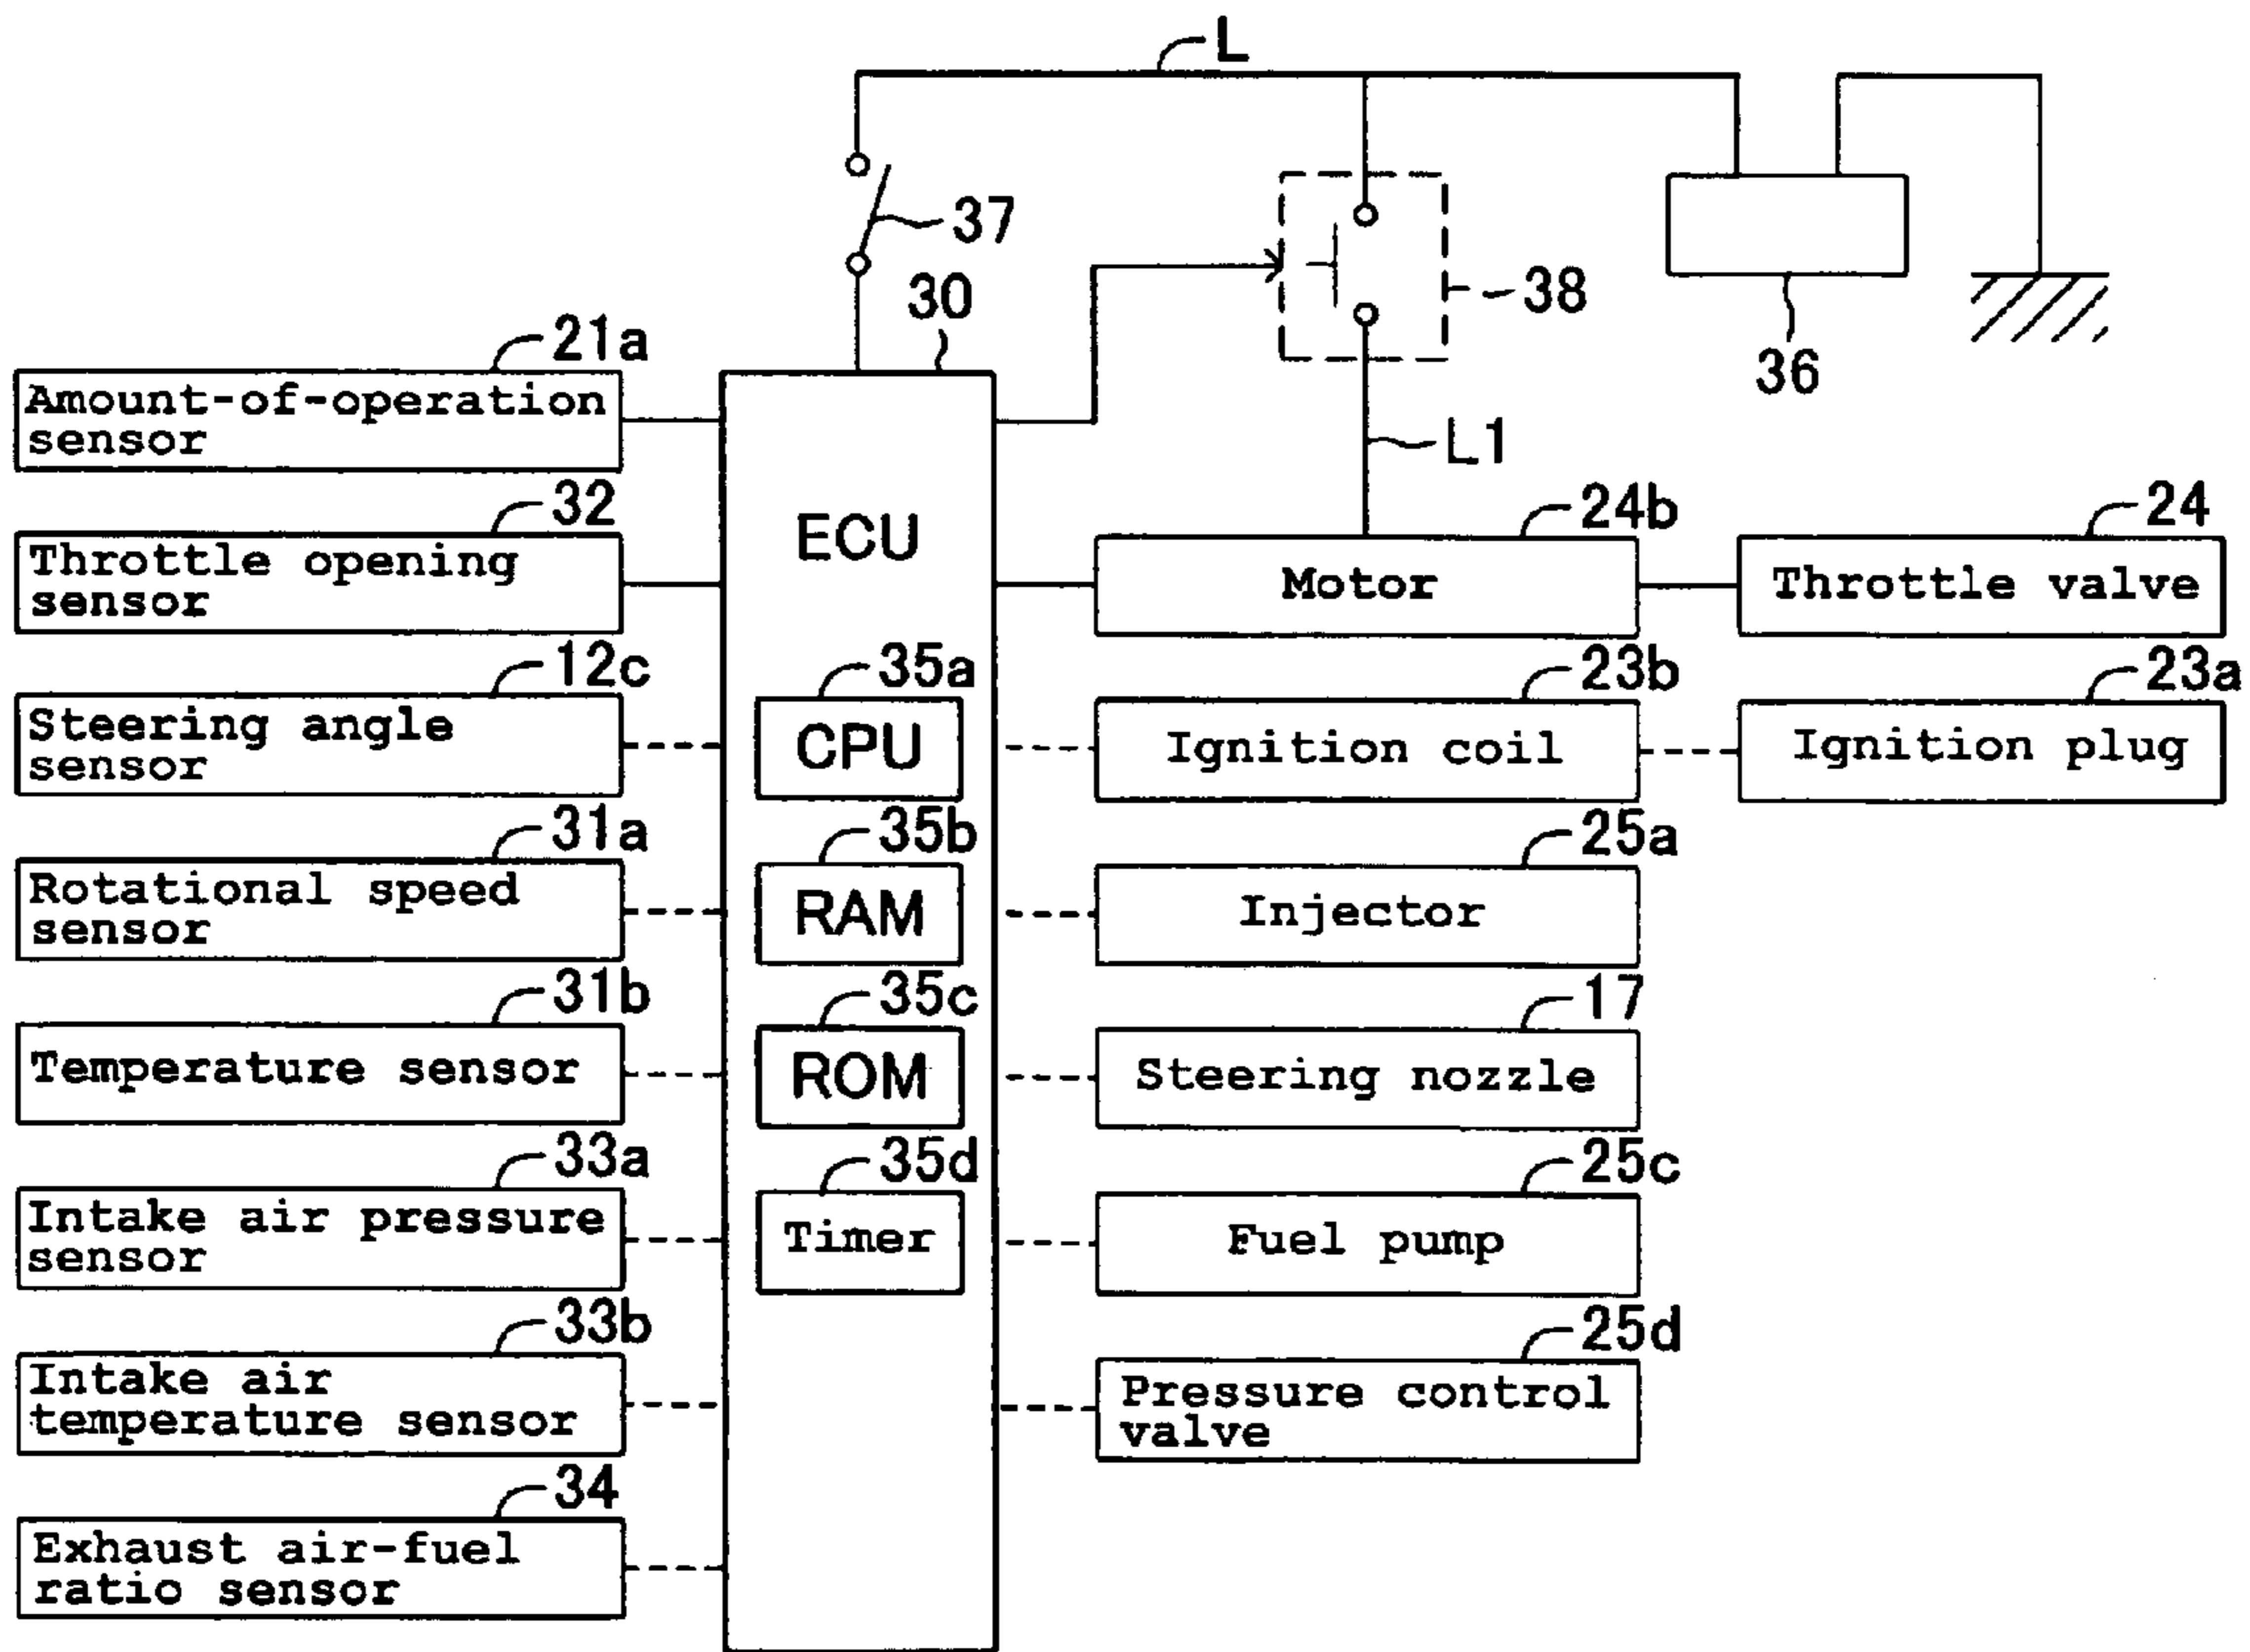 L
37
30
38
36
21a
Amount-of-operation
sensor
L1
32
Throttle opening
sensor
ECU
24b
Motor
24
Throttle valve
12c
Steering angle
sensor
35a
CPU
23b
Ignition coil
23a
Ignition plug
31a
Rotational speed
sensor
35b
RAM
25a
Injector
31b
Temperature sensor
35c
ROM
17
Steering nozzle
33a
Intake air pressure
sensor
35d
Timer
25c
Fuel pump
33b
Intake air
temperature sensor
25d
Pressure control
valve
34
Exhaust air-fuel
ratio sensor